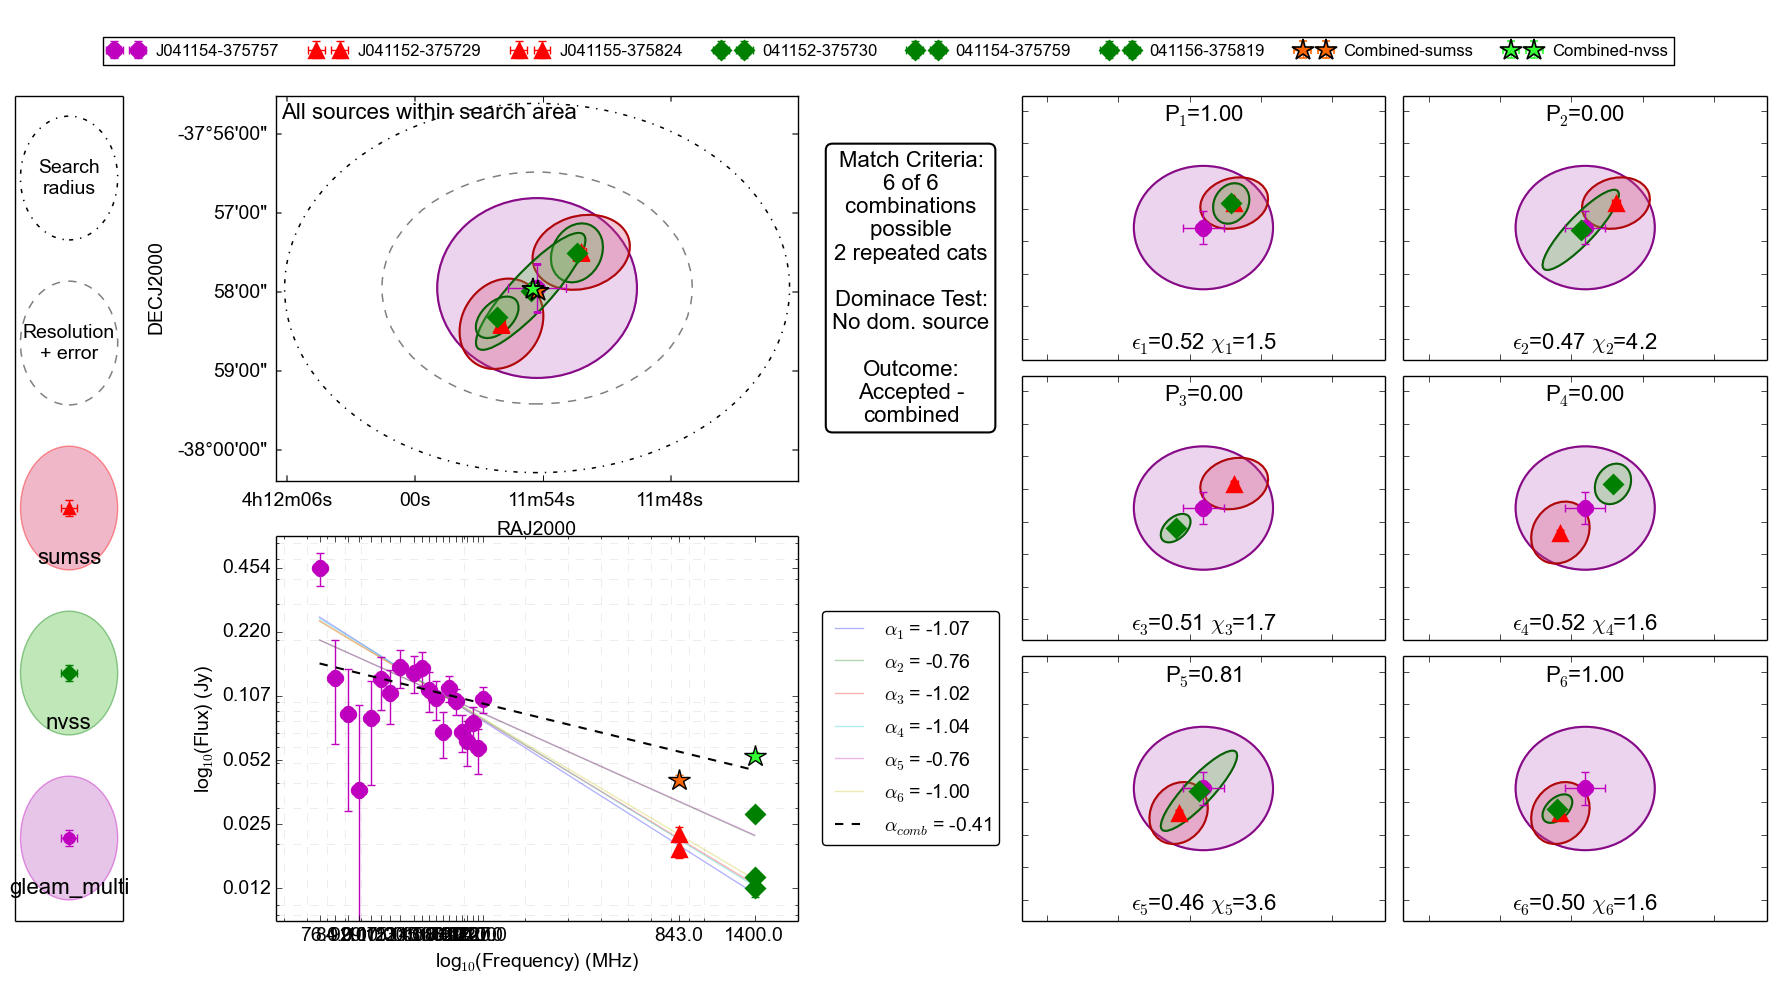 J041154-375757 J041152-375729 J041155-375824 041152-375730 041154-375759 041156-375819 Combined-sumss Combined-nvss
Search
radius
Resolution
+ error
sumss
nvss
gleam_multi
All sources within search area
DECJ2000
-37°56'00"
57'00"
58'00"
59'00"
-38°00'00"
4h12m06s 00s 11m54s 11m48s
RAJ2000
Match Criteria:
6 of 6
combinations
possible
2 repeated cats
Dominace Test:
No dom. source
Outcome:
Accepted -
combined
log₁₀(Flux) (Jy)
0.454
0.220
0.107
0.052
0.025
0.012
843.0 1400.0
log₁₀(Frequency) (MHz)
α₁ = -1.07
α₂ = -0.76
α₃ = -1.02
α₄ = -1.04
α₅ = -0.76
α₆ = -1.00
α_comb = -0.41
P₁=1.00
ϵ₁=0.52 χ₁=1.5
P₂=0.00
ϵ₂=0.47 χ₂=4.2
P₃=0.00
ϵ₃=0.51 χ₃=1.7
P₄=0.00
ϵ₄=0.52 χ₄=1.6
P₅=0.81
ϵ₅=0.46 χ₅=3.6
P₆=1.00
ϵ₆=0.50 χ₆=1.6